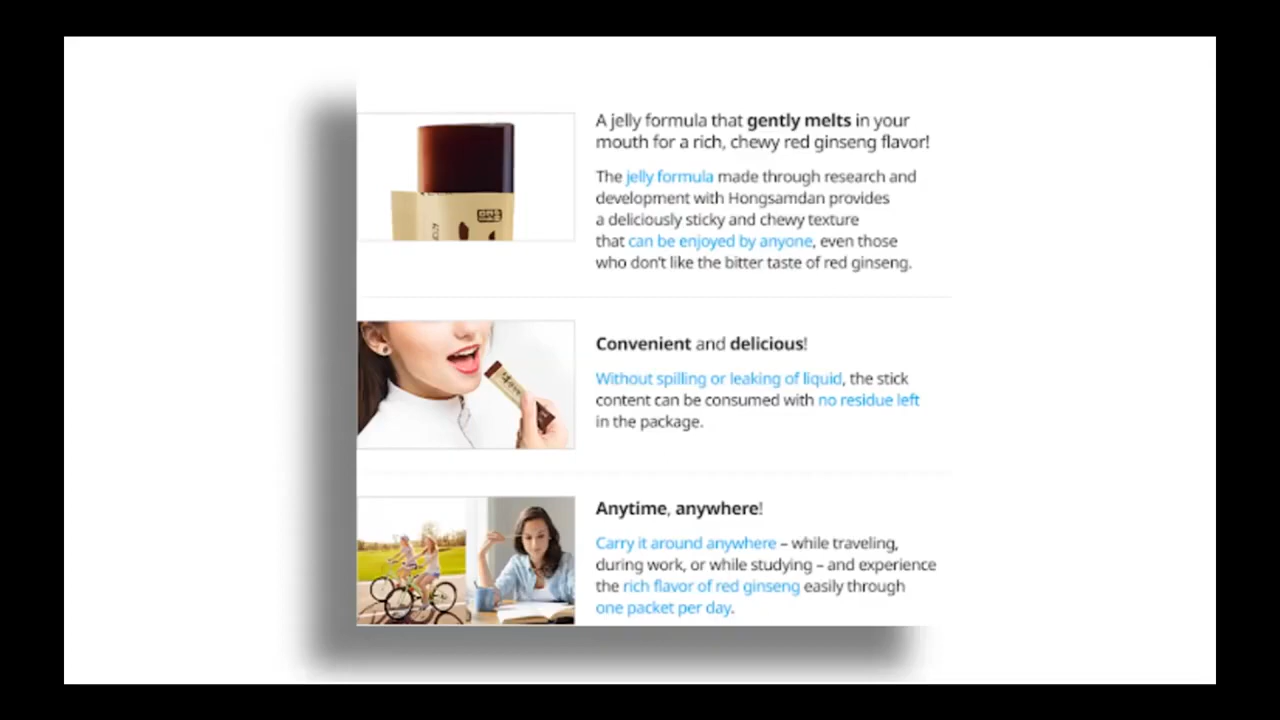 A jelly formula that gently melts in your
mouth for a rich, chewy red ginseng flavor!
The jelly formula made through research and
development with Hongsamdan provides
a deliciously sticky and chewy texture
that can be enjoyed by anyone, even those
who don't like the bitter taste of red ginseng.
Convenient and delicious!
Without spilling or leaking of liquid, the stick
content can be consumed with no residue left
in the package.
Anytime, anywhere!
Carry it around anywhere – while traveling,
during work, or while studying – and experience
the rich flavor of red ginseng easily through
one packet per day.